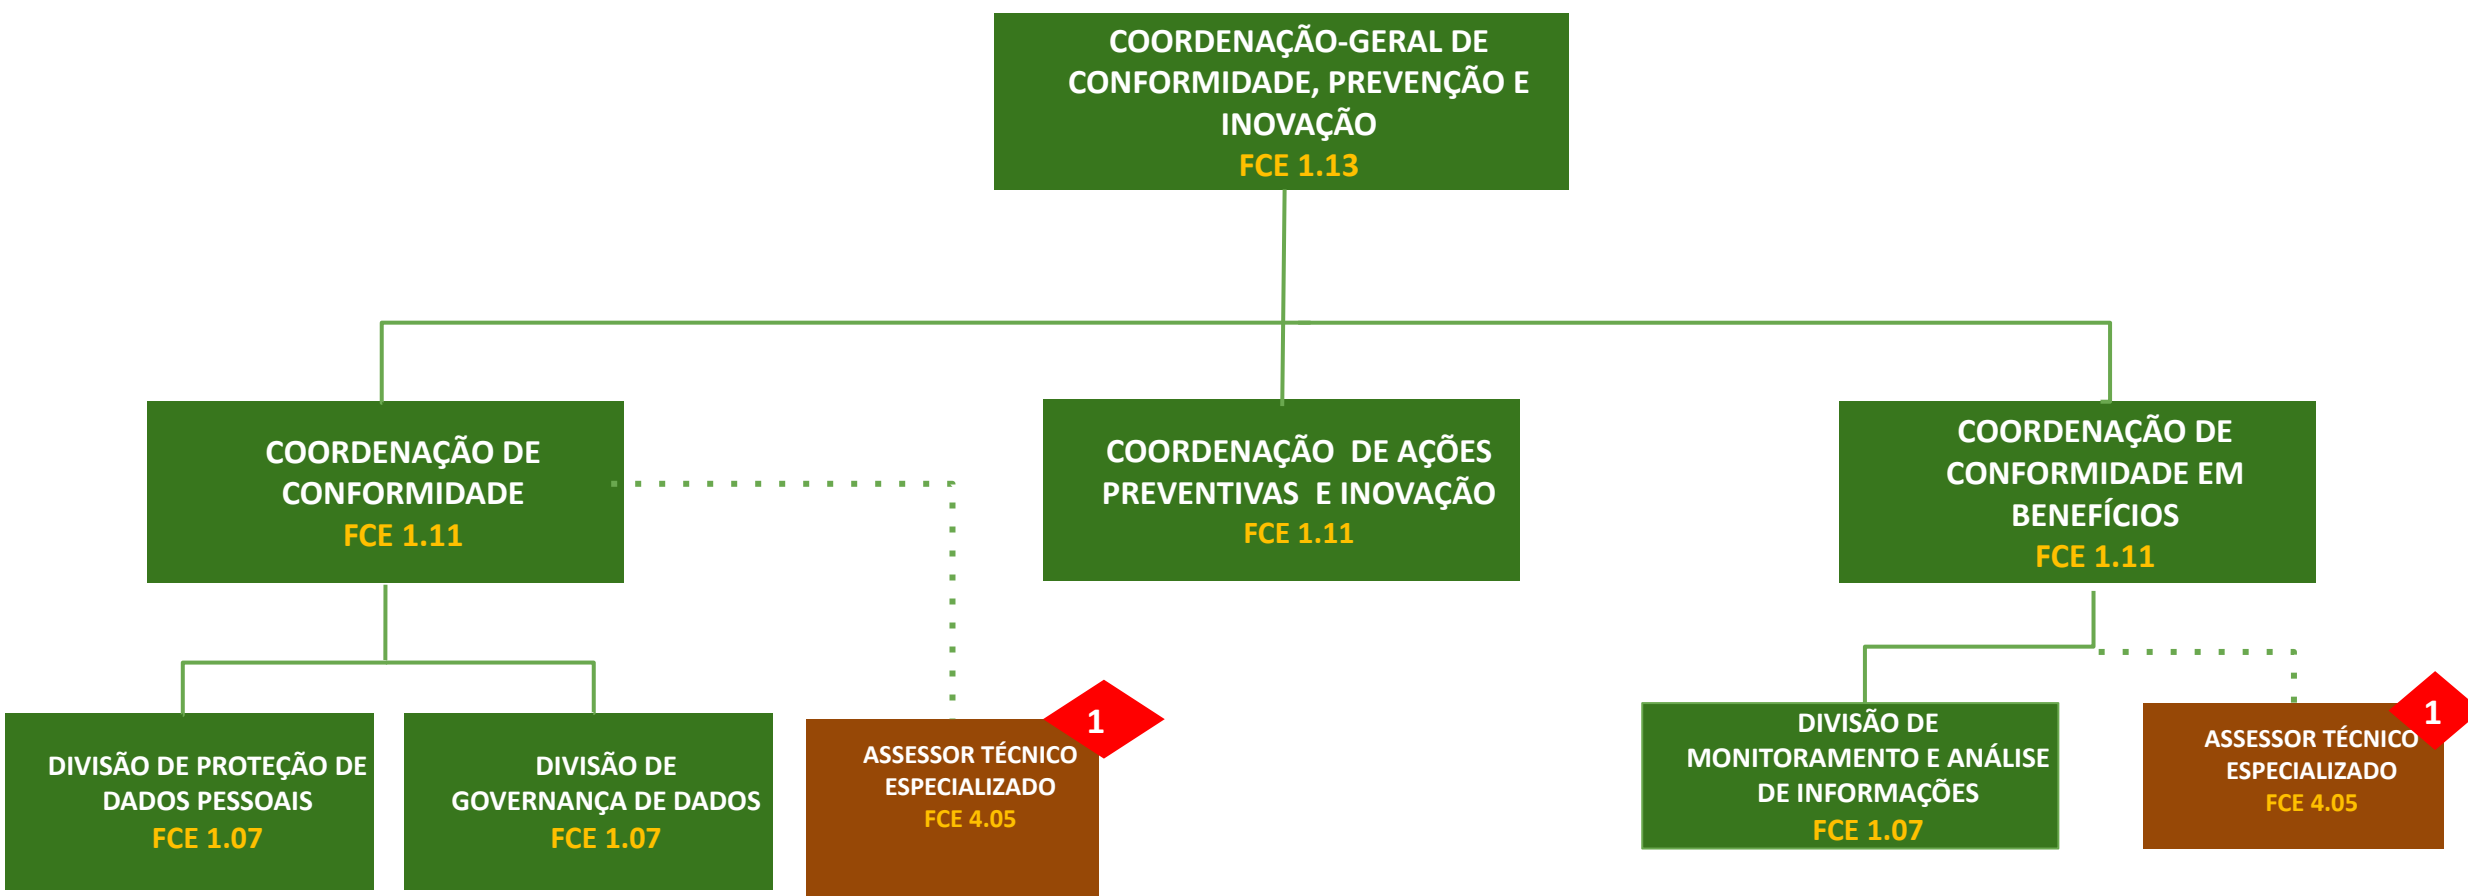 COORDENAÇÃO-GERAL DE
CONFORMIDADE, PREVENÇÃO E
INOVAÇÃO
FCE 1.13
COORDENAÇÃO DE
CONFORMIDADE
FCE 1.11
COORDENAÇÃO DE AÇÕES
PREVENTIVAS E INOVAÇÃO
FCE 1.11
COORDENAÇÃO DE
CONFORMIDADE EM
BENEFÍCIOS
FCE 1.11
DIVISÃO DE PROTEÇÃO DE
DADOS PESSOAIS
FCE 1.07
DIVISÃO DE
GOVERNANÇA DE DADOS
FCE 1.07
1
ASSESSOR TÉCNICO
ESPECIALIZADO
FCE 4.05
DIVISÃO DE
MONITORAMENTO E ANÁLISE
DE INFORMAÇÕES
FCE 1.07
1
ASSESSOR TÉCNICO
ESPECIALIZADO
FCE 4.05